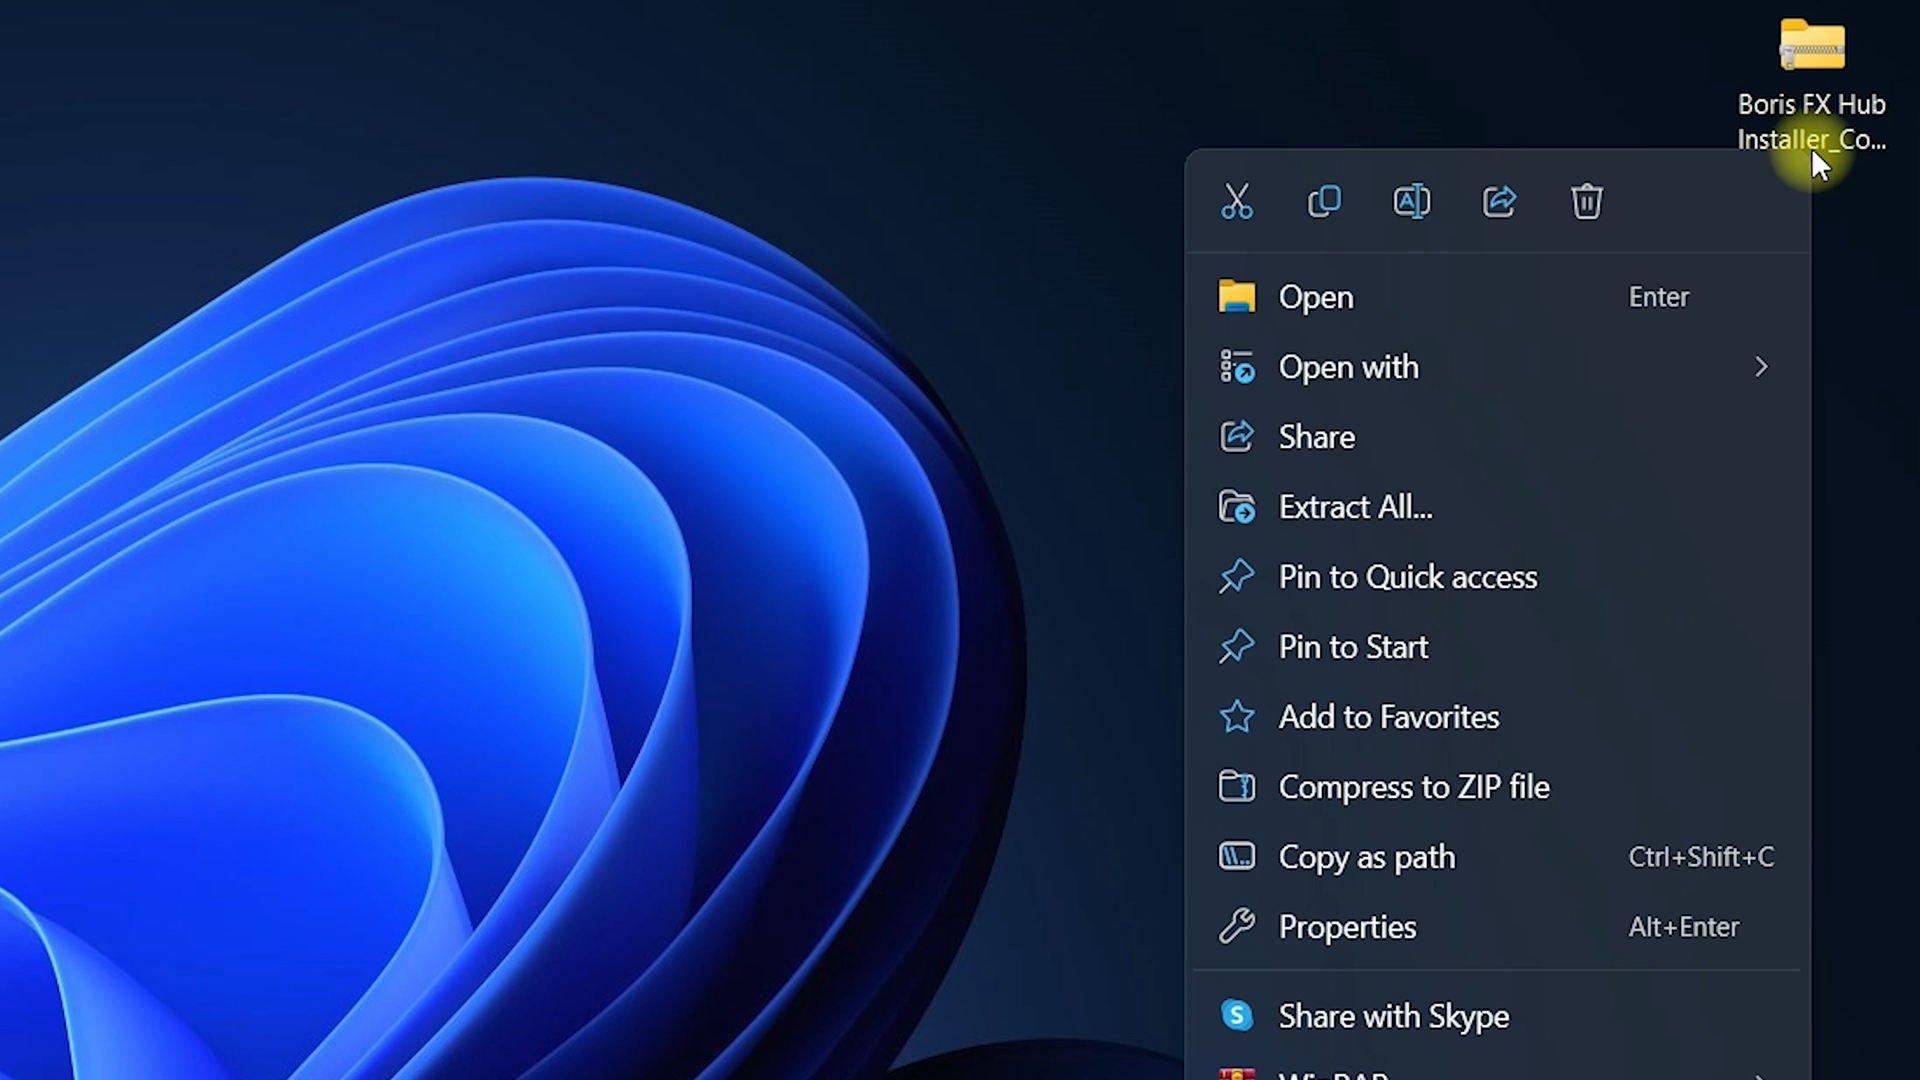 Boris FX Hub
Installer_Co...
Open Enter
Open with
Share
Extract All...
Pin to Quick access
Pin to Start
Add to Favorites
Compress to ZIP file
Copy as path Ctrl+Shift+C
Properties Alt+Enter
Share with Skype
WinRAR